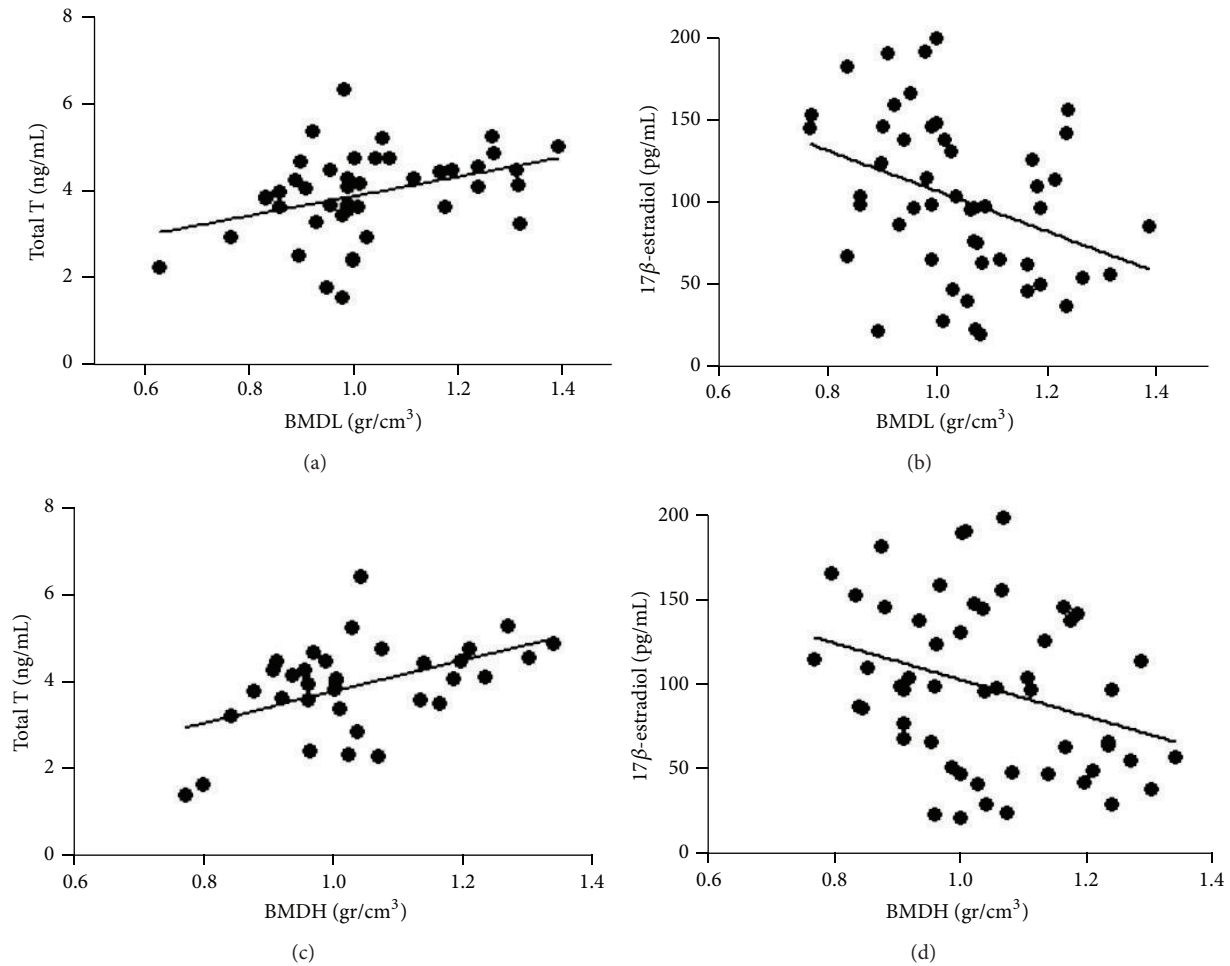 8
6
4
2
0
Total T (ng/mL)
0.6 0.8 1.0 1.2 1.4
BMDL (gr/cm³)
(a)
200
150
100
50
0
17β-estradiol (pg/mL)
0.6 0.8 1.0 1.2 1.4
BMDL (gr/cm³)
(b)
8
6
4
2
0
Total T (ng/mL)
0.6 0.8 1.0 1.2 1.4
BMDH (gr/cm³)
(c)
200
150
100
50
0
17β-estradiol (pg/mL)
0.6 0.8 1.0 1.2 1.4
BMDH (gr/cm³)
(d)